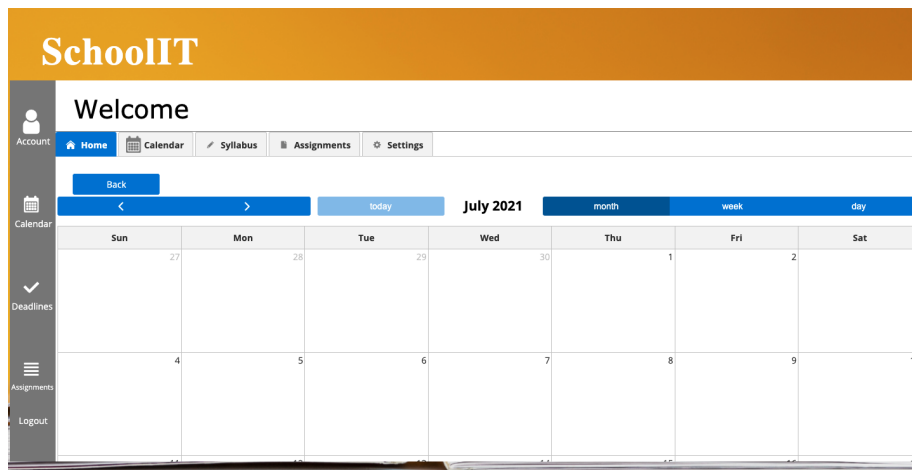 SchoolIT
Welcome
Account
Home Calendar Syllabus Assignments Settings
Back
Calendar
today July 2021 month week day
Sun Mon Tue Wed Thu Fri Sat
27 28 29 30 1 2
Deadlines
4 5 6 7 8 9
Assignments
Logout